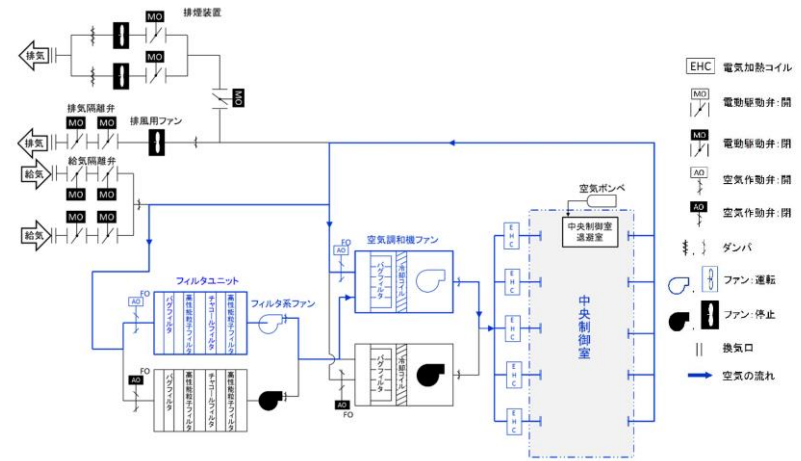 排煙装置
MO
MO
排気
MO
排気隔離弁
排風用ファン
MO
MO
排気
給気隔離弁
給気
MO
MO
MO
MO
給気
空気ボンベ
中央制御室
退避室
空気調和機ファン
FO
AO
バグフィルタ
冷却コイル
フィルタユニット
フィルタ系ファン
FO
AO
バグフィルタ
高性能粒子フィルタ
チャコールフィルタ
高性能粒子フィルタ
FO
AO
バグフィルタ
高性能粒子フィルタ
チャコールフィルタ
高性能粒子フィルタ
バグフィルタ
冷却コイル
AO
FO
EHC
EHC
EHC
EHC
EHC
中央制御室
EHC 電気加熱コイル
MO 電動駆動弁:開
MO 電動駆動弁:閉
AO 空気作動弁:開
AO 空気作動弁:閉
ダンパ
ファン:運転
ファン:停止
換気口
空気の流れ